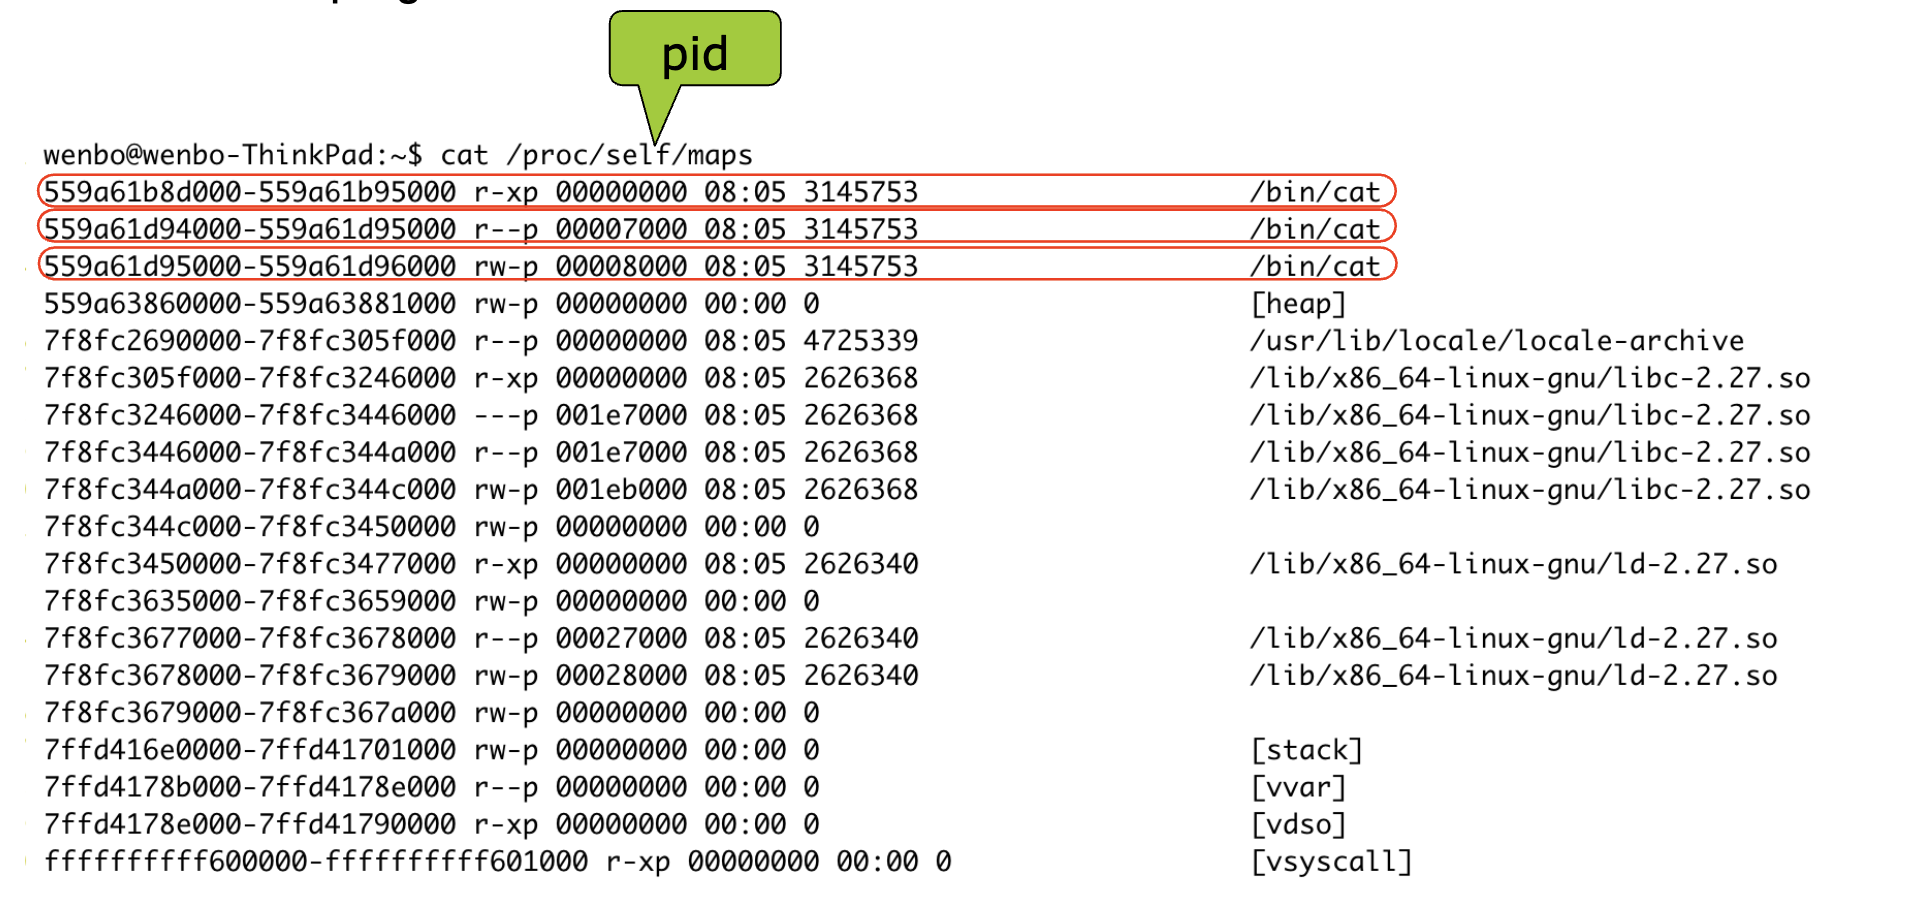 pid
wenbo@wenbo-ThinkPad:~$ cat /proc/self/maps
559a61b8d000-559a61b95000 r-xp 00000000 08:05 3145753 /bin/cat
559a61d94000-559a61d95000 r--p 00007000 08:05 3145753 /bin/cat
559a61d95000-559a61d96000 rw-p 00008000 08:05 3145753 /bin/cat
559a63860000-559a63881000 rw-p 00000000 00:00 0 [heap]
7f8fc2690000-7f8fc305f000 r--p 00000000 08:05 4725339 /usr/lib/locale/locale-archive
7f8fc305f000-7f8fc3246000 r-xp 00000000 08:05 2626368 /lib/x86_64-linux-gnu/libc-2.27.so
7f8fc3246000-7f8fc3446000 ---p 001e7000 08:05 2626368 /lib/x86_64-linux-gnu/libc-2.27.so
7f8fc3446000-7f8fc344a000 r--p 001e7000 08:05 2626368 /lib/x86_64-linux-gnu/libc-2.27.so
7f8fc344a000-7f8fc344c000 rw-p 001eb000 08:05 2626368 /lib/x86_64-linux-gnu/libc-2.27.so
7f8fc344c000-7f8fc3450000 rw-p 00000000 00:00 0
7f8fc3450000-7f8fc3477000 r-xp 00000000 08:05 2626340 /lib/x86_64-linux-gnu/ld-2.27.so
7f8fc3635000-7f8fc3659000 rw-p 00000000 00:00 0
7f8fc3677000-7f8fc3678000 r--p 00027000 08:05 2626340 /lib/x86_64-linux-gnu/ld-2.27.so
7f8fc3678000-7f8fc3679000 rw-p 00028000 08:05 2626340 /lib/x86_64-linux-gnu/ld-2.27.so
7f8fc3679000-7f8fc367a000 rw-p 00000000 00:00 0
7ffd416e0000-7ffd41701000 rw-p 00000000 00:00 0 [stack]
7ffd4178b000-7ffd4178e000 r--p 00000000 00:00 0 [vvar]
7ffd4178e000-7ffd41790000 r-xp 00000000 00:00 0 [vdso]
ffffffffff600000-ffffffffff601000 r-xp 00000000 00:00 0 [vsyscall]